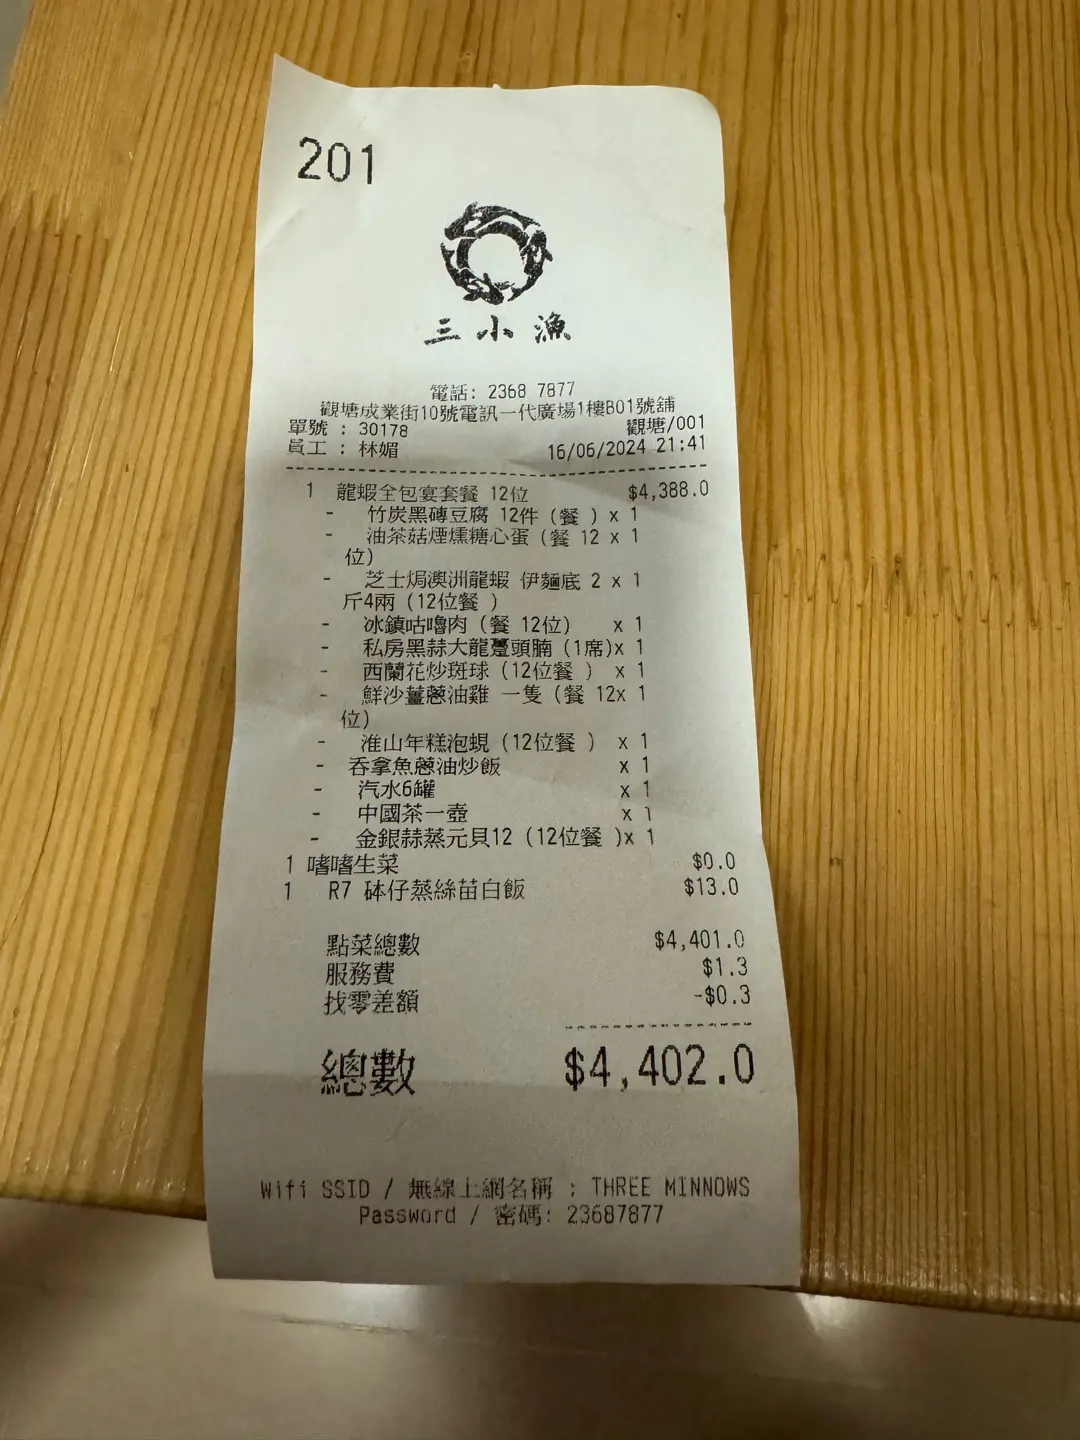 201
三小漁
電話: 2368 7877
觀塘成業街10號電訊一代廣場1樓B01號舖
單號 : 30178 觀塘/001
員工 : 林媚 16/06/2024 21:41
1 龍蝦全包宴套餐 12位 $4,388.0
- 竹炭黑磚豆腐 12件 (餐 ) x 1
- 油茶菇煙燻糖心蛋 (餐 12 x 1
位)
- 芝士焗澳洲龍蝦 伊麵底 2 x 1
斤4兩 (12位餐 )
- 冰鎮咕嚕肉 (餐 12位) x 1
- 私房黑蒜大龍躉頭腩 (1席)x 1
- 西蘭花炒斑球 (12位餐 ) x 1
- 鮮沙薑蔥油雞 一隻 (餐 12x 1
位)
- 淮山年糕泡蜆 (12位餐 ) x 1
- 吞拿魚蔥油炒飯 x 1
- 汽水6罐 x 1
- 中國茶一壺 x 1
- 金銀蒜蒸元貝12 (12位餐 )x 1
1 嗜嗜生菜 $0.0
1 R7 砵仔蒸絲苗白飯 $13.0
點菜總數 $4,401.0
服務費 $1.3
找零差額 -$0.3
總數 $4,402.0
Wifi SSID / 無線上網名稱 : THREE MINNOWS
Password / 密碼: 23687877